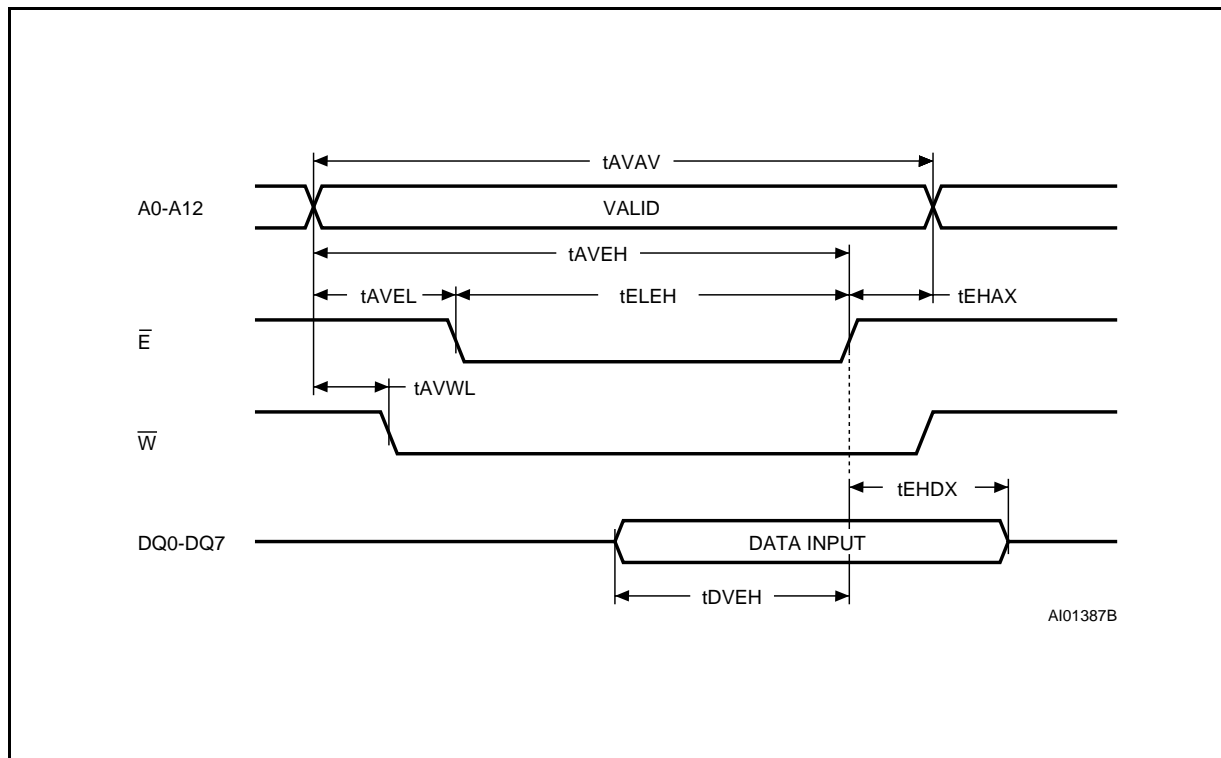 tAVAV
A0-A12 VALID
tAVEH
tAVEL tELEH tEHAX
E̅
tAVWL
W̅
tEHDX
DQ0-DQ7 DATA INPUT
tDVEH
AI01387B